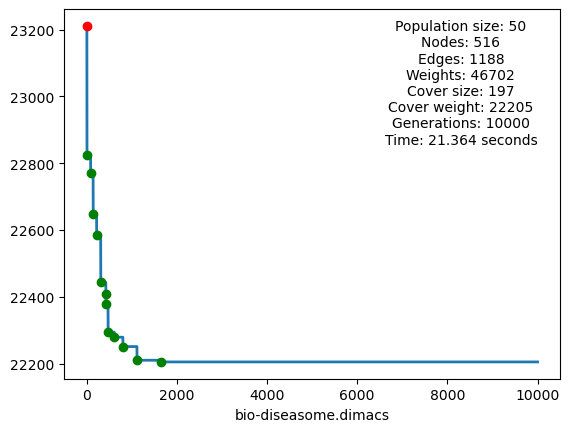 Population size: 50
Nodes: 516
Edges: 1188
Weights: 46702
Cover size: 197
Cover weight: 22205
Generations: 10000
Time: 21.364 seconds
23200
23000
22800
22600
22400
22200
0 2000 4000 6000 8000 10000
bio-diseasome.dimacs